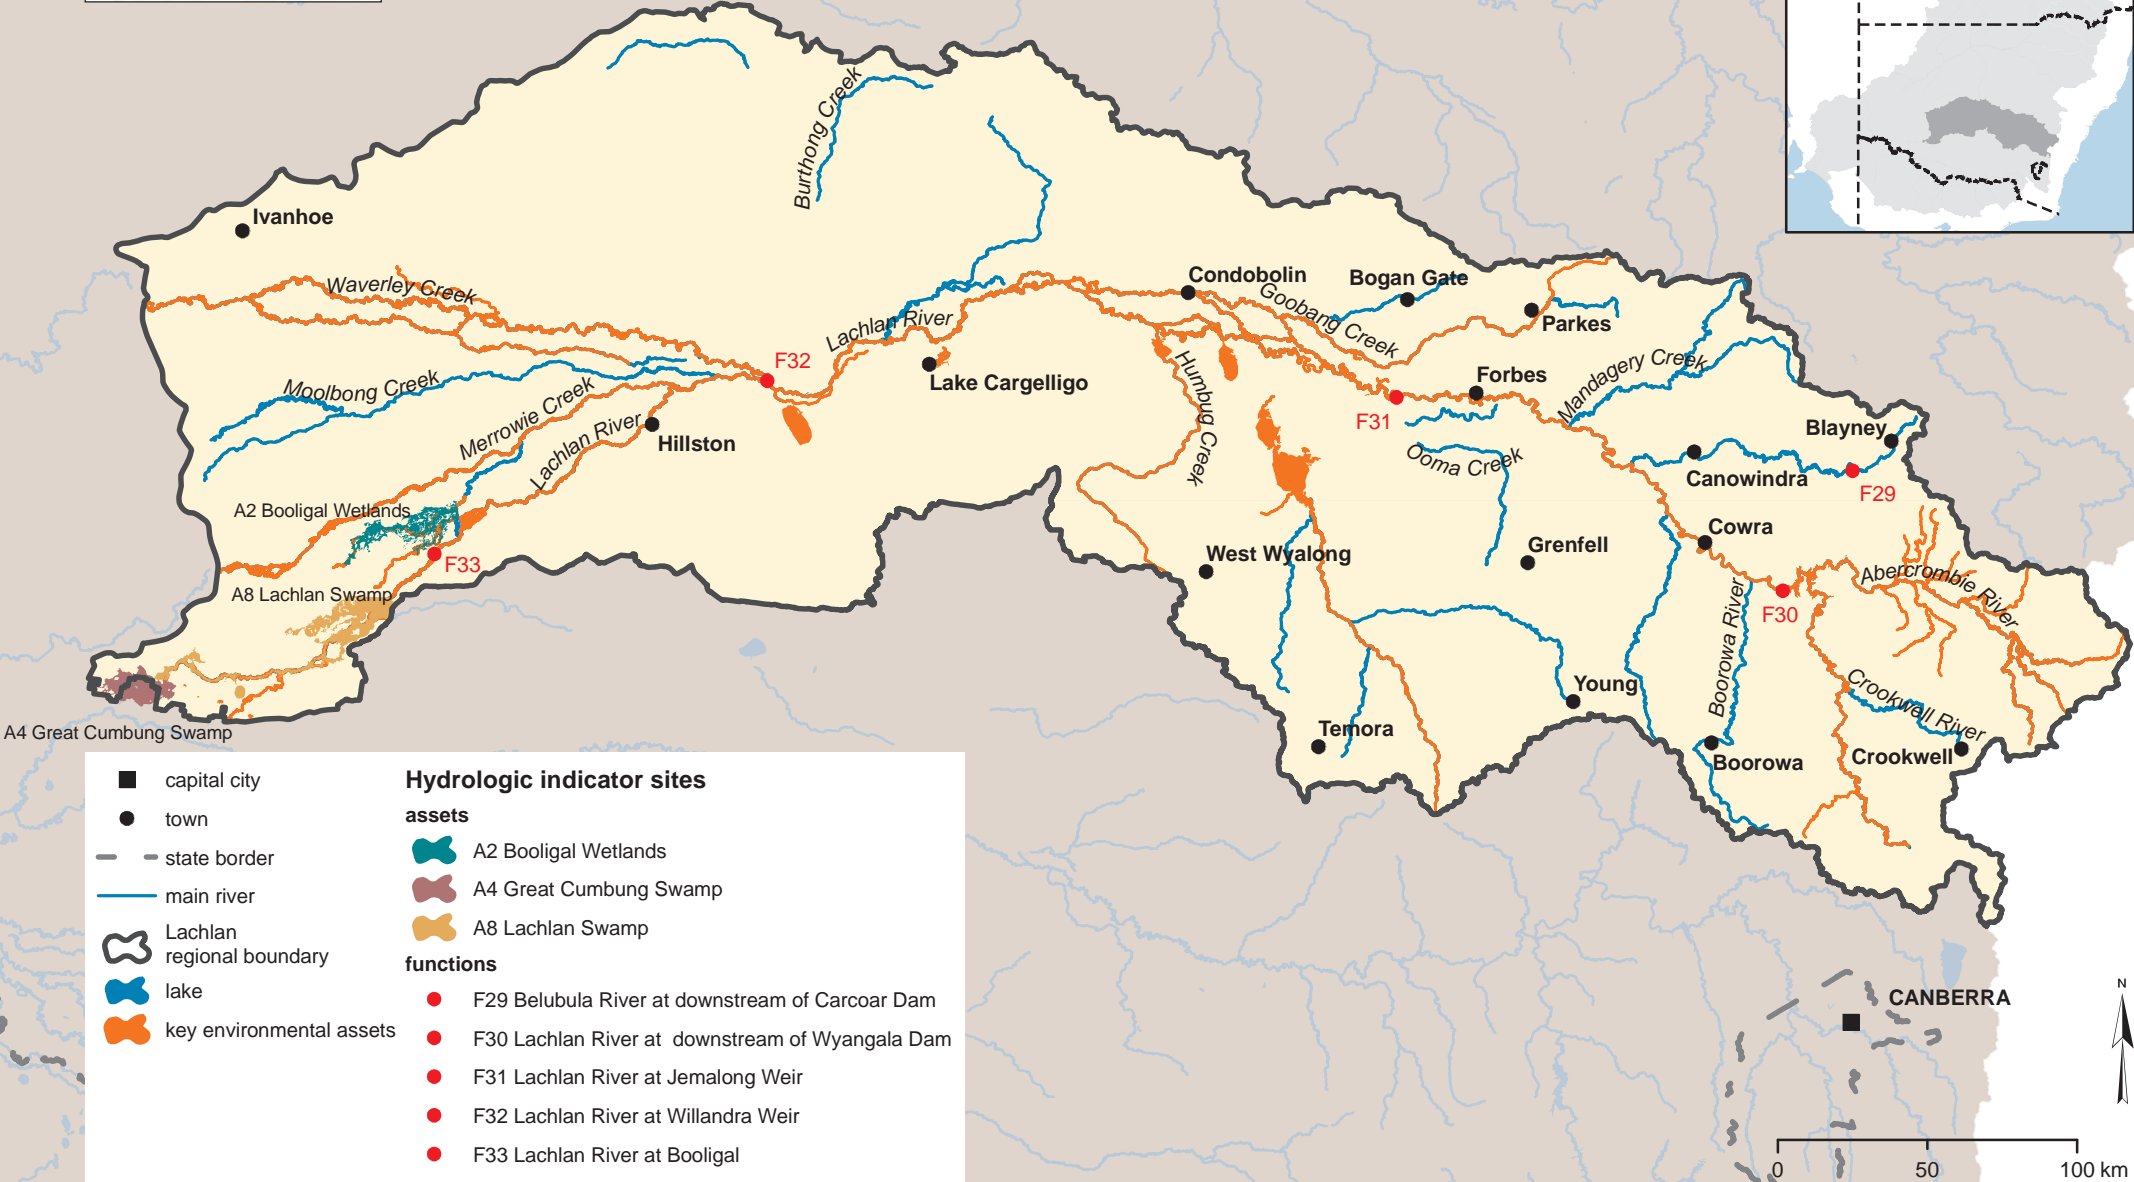 Burthong Creek
Ivanhoe
Waverley Creek
Condobolin
Bogan Gate
Goobang Creek
Parkes
Lachlan River
F32
Lake Cargelligo
Moolbong Creek
Merrowie Creek
Lachlan River
Hillston
Humbug Creek
Forbes
F31
Mandagery Creek
Blayney
Ooma Creek
Canowindra
F29
A2 Booligal Wetlands
Cowra
West Wyalong
Grenfell
F33
Abercrombie River
A8 Lachlan Swamp
F30
Boorowa River
Young
Crookwell River
Temora
A4 Great Cumbung Swamp
Boorowa
Crookwell
capital city
town
state border
main river
Lachlan
regional boundary
lake
key environmental assets
Hydrologic indicator sites
assets
A2 Booligal Wetlands
A4 Great Cumbung Swamp
A8 Lachlan Swamp
functions
F29 Belubula River at downstream of Carcoar Dam
F30 Lachlan River at downstream of Wyangala Dam
F31 Lachlan River at Jemalong Weir
F32 Lachlan River at Willandra Weir
F33 Lachlan River at Booligal
CANBERRA
N
0 50 100 km